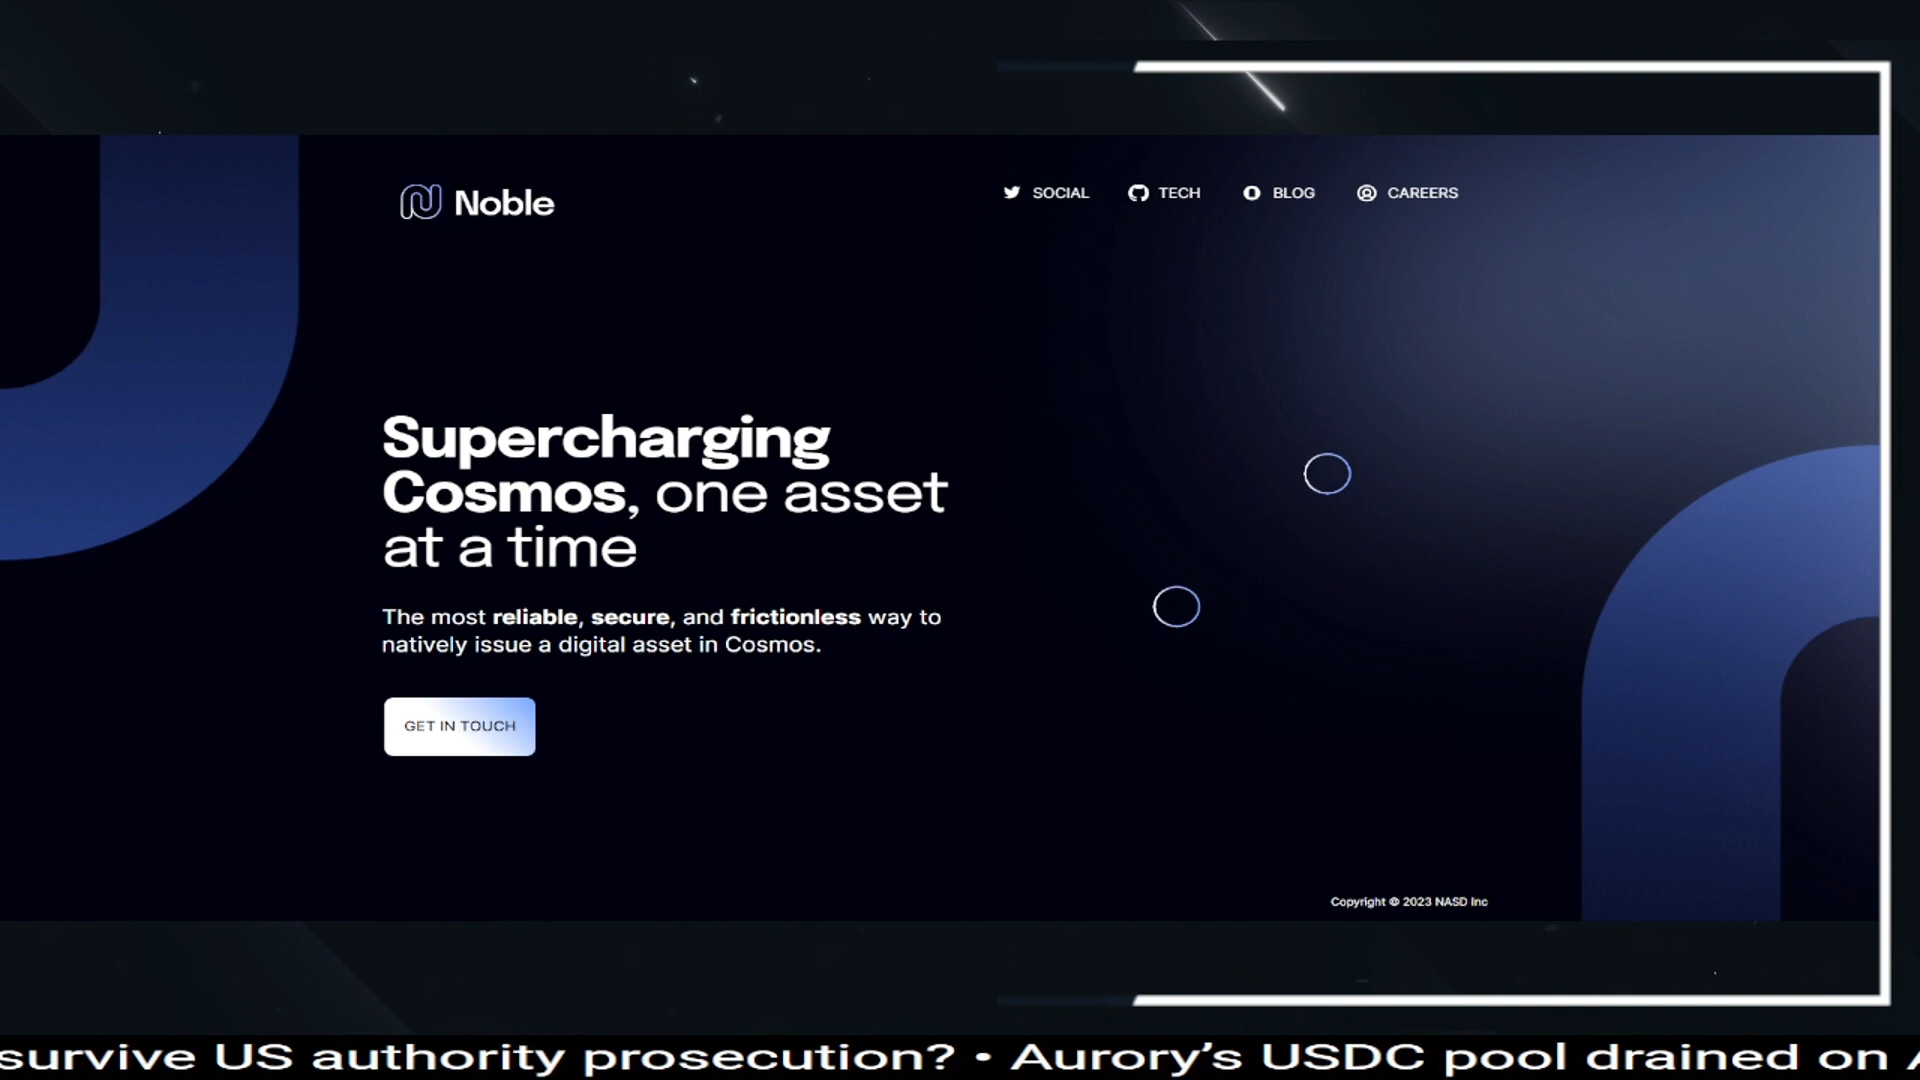 Noble
SOCIAL TECH BLOG CAREERS
Supercharging
Cosmos, one asset
at a time
The most reliable, secure, and frictionless way to
natively issue a digital asset in Cosmos.
GET IN TOUCH
Copyright © 2023 NASD Inc
survive US authority prosecution? • Aurory’s USDC pool drained on